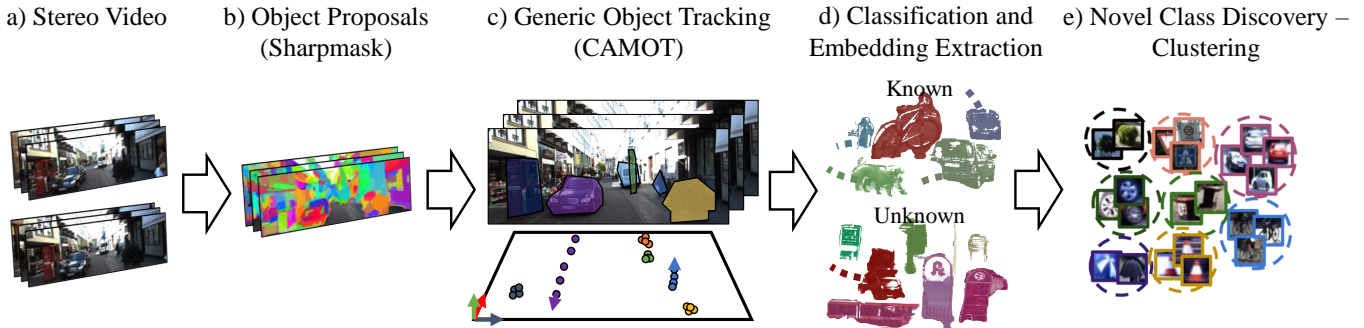 a) Stereo Video
b) Object Proposals
(Sharpmask)
c) Generic Object Tracking
(CAMOT)
d) Classification and
Embedding Extraction
e) Novel Class Discovery –
Clustering
Known
Unknown